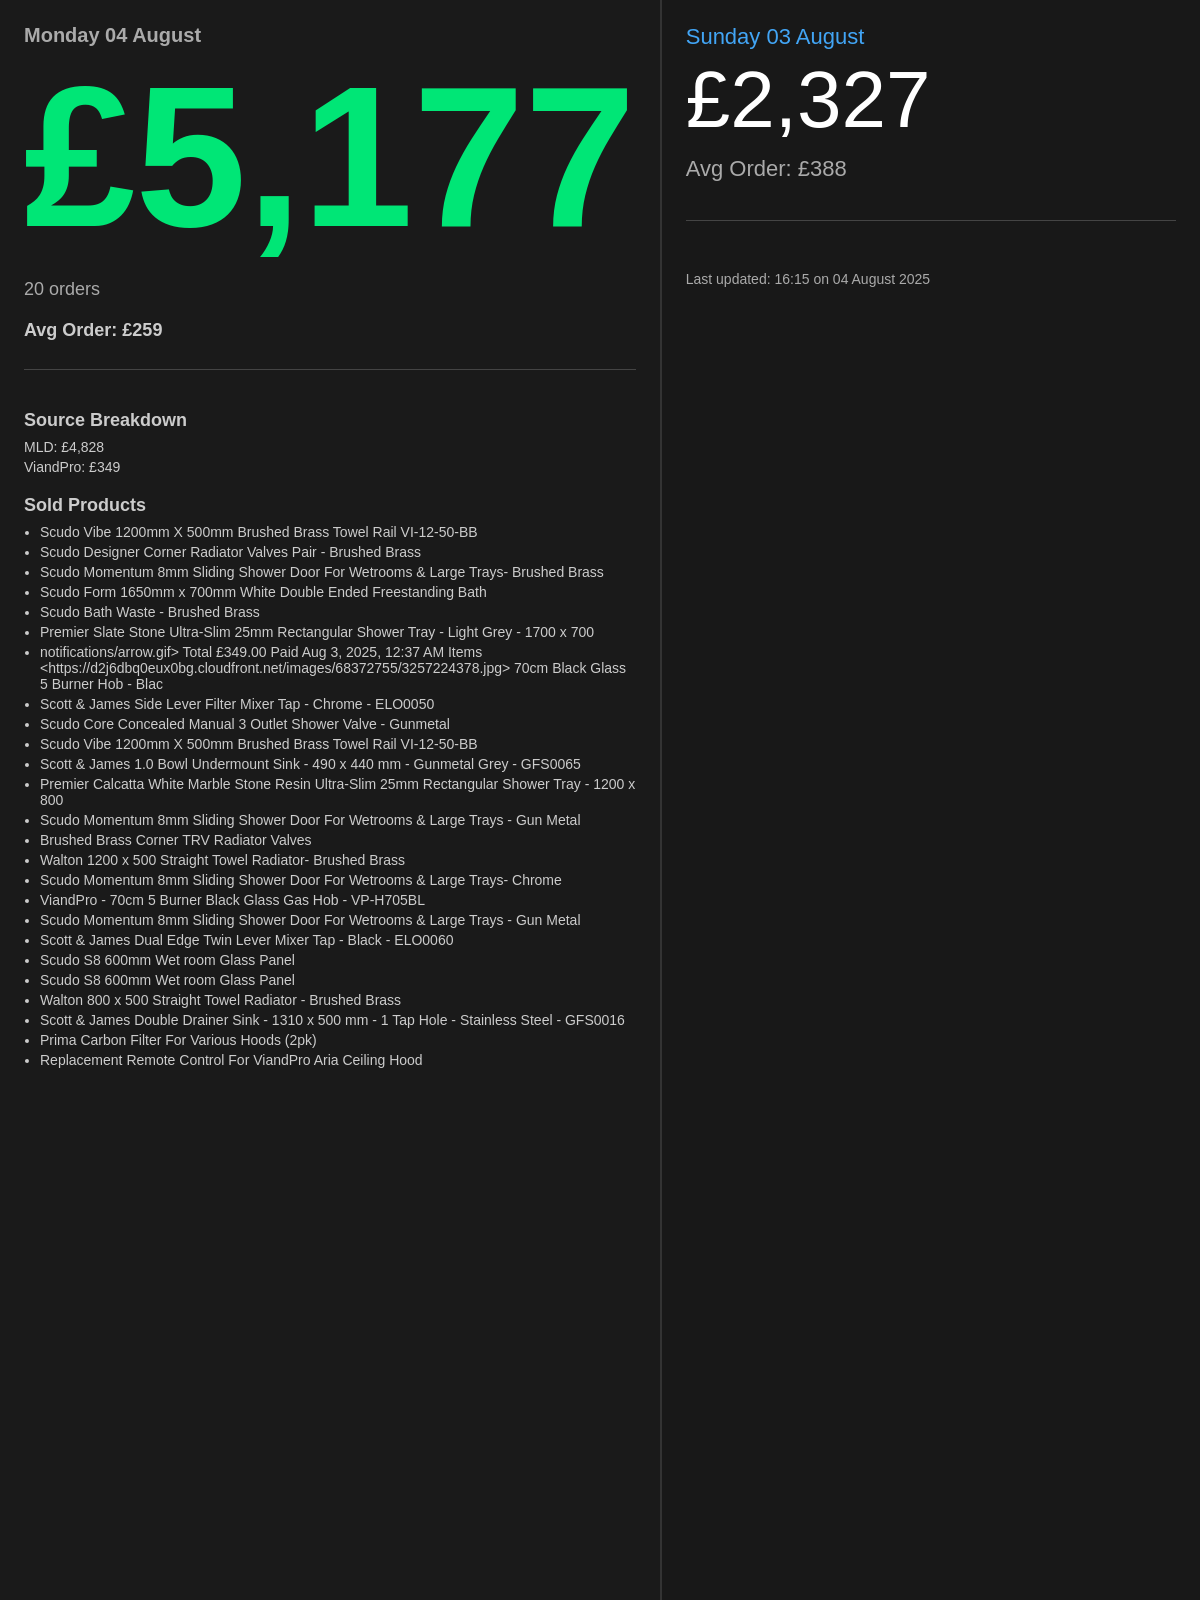 Monday 04 August
£5,177
20 orders
Avg Order: £259
Source Breakdown
MLD: £4,828
ViandPro: £349
Sold Products
• Scudo Vibe 1200mm X 500mm Brushed Brass Towel Rail VI-12-50-BB
• Scudo Designer Corner Radiator Valves Pair - Brushed Brass
• Scudo Momentum 8mm Sliding Shower Door For Wetrooms & Large Trays- Brushed Brass
• Scudo Form 1650mm x 700mm White Double Ended Freestanding Bath
• Scudo Bath Waste - Brushed Brass
• Premier Slate Stone Ultra-Slim 25mm Rectangular Shower Tray - Light Grey - 1700 x 700
• notifications/arrow.gif> Total £349.00 Paid Aug 3, 2025, 12:37 AM Items
<https://d2j6dbq0eux0bg.cloudfront.net/images/68372755/3257224378.jpg> 70cm Black Glass
5 Burner Hob - Blac
• Scott & James Side Lever Filter Mixer Tap - Chrome - ELO0050
• Scudo Core Concealed Manual 3 Outlet Shower Valve - Gunmetal
• Scudo Vibe 1200mm X 500mm Brushed Brass Towel Rail VI-12-50-BB
• Scott & James 1.0 Bowl Undermount Sink - 490 x 440 mm - Gunmetal Grey - GFS0065
• Premier Calcatta White Marble Stone Resin Ultra-Slim 25mm Rectangular Shower Tray - 1200 x
800
• Scudo Momentum 8mm Sliding Shower Door For Wetrooms & Large Trays - Gun Metal
• Brushed Brass Corner TRV Radiator Valves
• Walton 1200 x 500 Straight Towel Radiator- Brushed Brass
• Scudo Momentum 8mm Sliding Shower Door For Wetrooms & Large Trays- Chrome
• ViandPro - 70cm 5 Burner Black Glass Gas Hob - VP-H705BL
• Scudo Momentum 8mm Sliding Shower Door For Wetrooms & Large Trays - Gun Metal
• Scott & James Dual Edge Twin Lever Mixer Tap - Black - ELO0060
• Scudo S8 600mm Wet room Glass Panel
• Scudo S8 600mm Wet room Glass Panel
• Walton 800 x 500 Straight Towel Radiator - Brushed Brass
• Scott & James Double Drainer Sink - 1310 x 500 mm - 1 Tap Hole - Stainless Steel - GFS0016
• Prima Carbon Filter For Various Hoods (2pk)
• Replacement Remote Control For ViandPro Aria Ceiling Hood
Sunday 03 August
£2,327
Avg Order: £388
Last updated: 16:15 on 04 August 2025